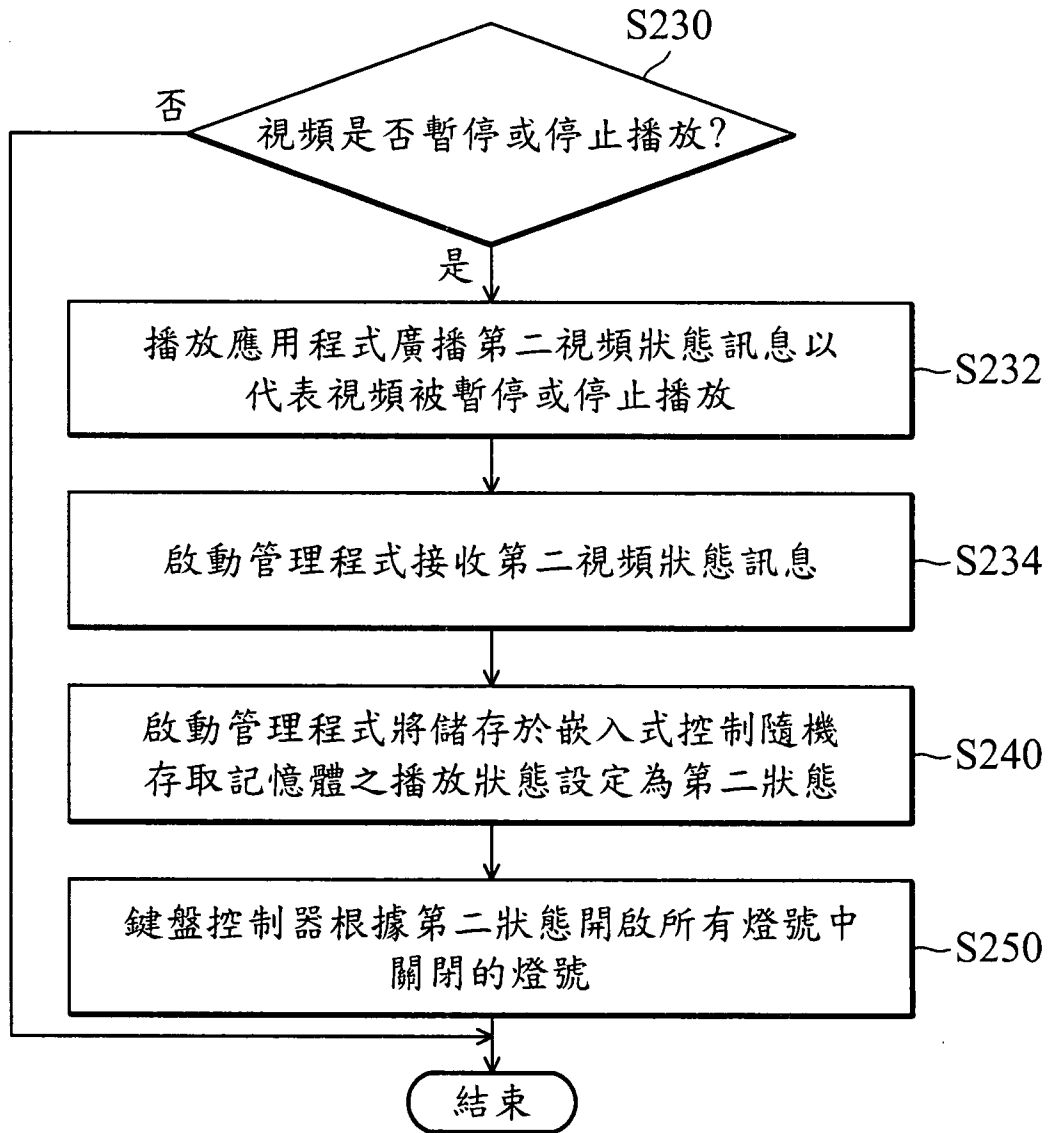 S230
否
視頻是否暫停或停止播放?
是
播放應用程式廣播第二視頻狀態訊息以
代表視頻被暫停或停止播放
S232
啟動管理程式接收第二視頻狀態訊息
S234
啟動管理程式將儲存於嵌入式控制隨機
存取記憶體之播放狀態設定為第二狀態
S240
鍵盤控制器根據第二狀態開啟所有燈號中
關閉的燈號
S250
結束